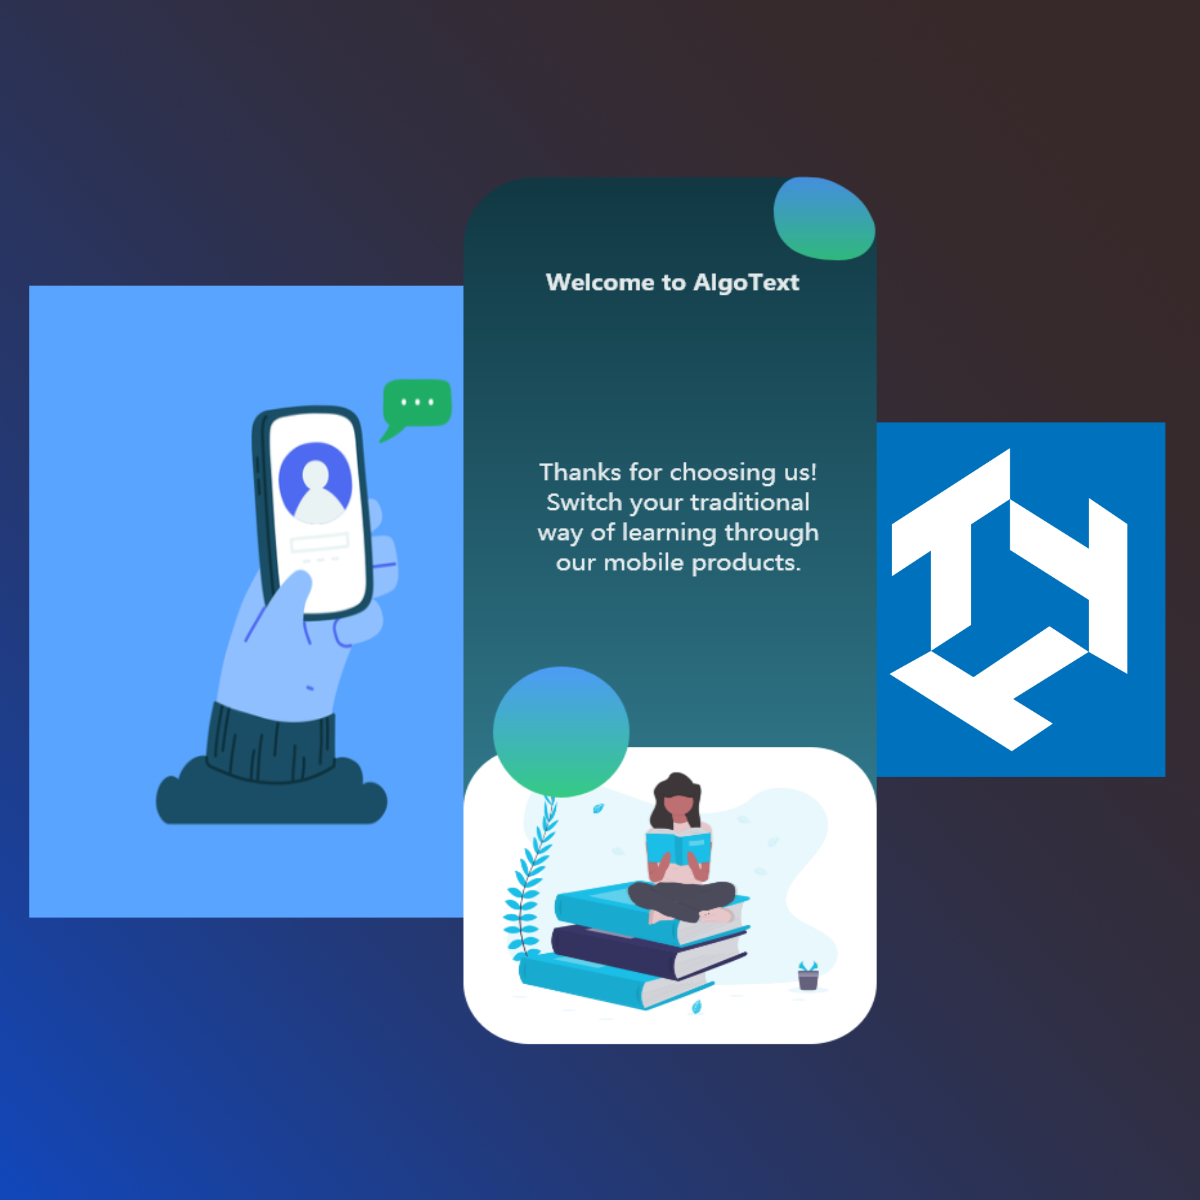 Welcome to AlgoText
Thanks for choosing us!
Switch your traditional
way of learning through
our mobile products.